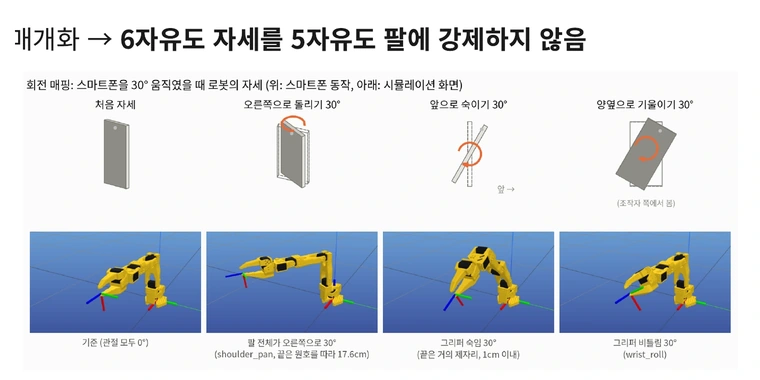 매개화 → 6자유도 자세를 5자유도 팔에 강제하지 않음
회전 매핑: 스마트폰을 30° 움직였을 때 로봇의 자세 (위: 스마트폰 동작, 아래: 시뮬레이션 화면)
처음 자세
오른쪽으로 돌리기 30°
앞으로 숙이기 30°
양옆으로 기울이기 30°
앞 →
(조작자 쪽에서 봄)
기준 (관절 모두 0°)
팔 전체가 오른쪽으로 30°
(shoulder_pan, 끝은 원호를 따라 17.6cm)
그리퍼 숙임 30°
(끝은 거의 제자리, 1cm 이내)
그리퍼 비틀림 30°
(wrist_roll)